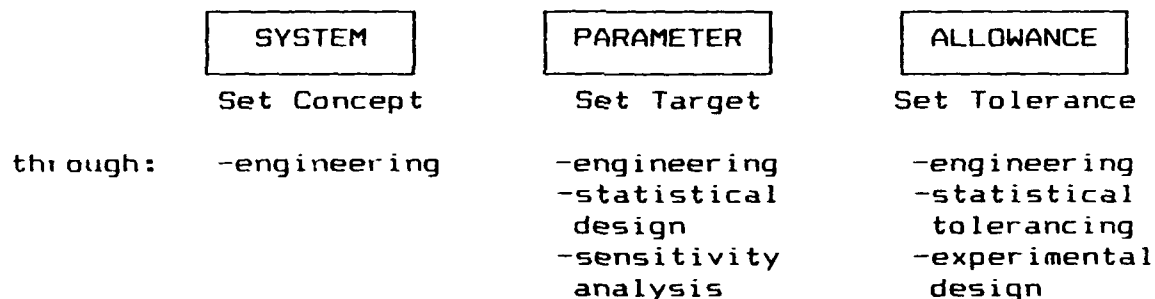 SYSTEM PARAMETER ALLOWANCE
Set Concept Set Target Set Tolerance
through: -engineering -engineering -engineering
-statistical -statistical
design tolerancing
-sensitivity -experimental
analysis design